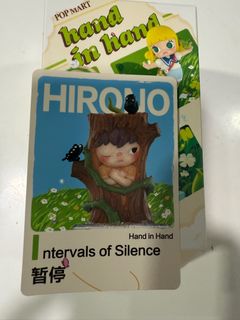 POP MART
hand
in hand
HIRONO
Hand in Hand
Intervals of Silence
暂停